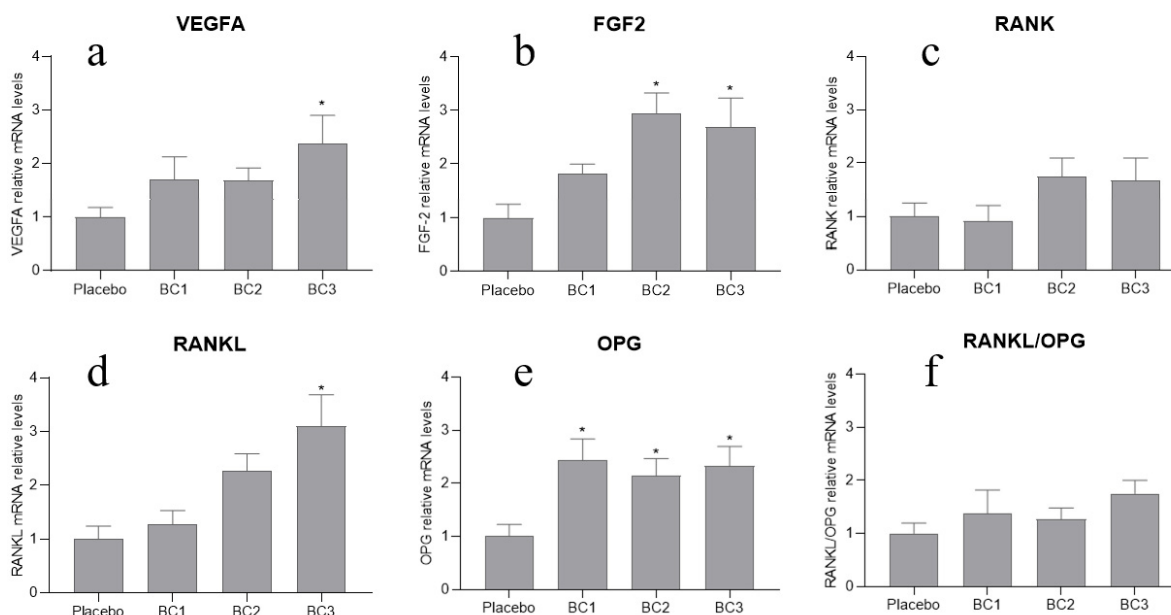 VEGFA
a
VEGFA relative mRNA levels
4
3
2
1
0
*
Placebo BC1 BC2 BC3
FGF2
b
FGF-2 relative mRNA levels
4
3
2
1
0
* *
Placebo BC1 BC2 BC3
RANK
c
RANK relative mRNA levels
4
3
2
1
0
Placebo BC1 BC2 BC3
RANKL
d
RANKL mRNA relative levels
4
3
2
1
0
*
Placebo BC1 BC2 BC3
OPG
e
OPG relative mRNA levels
4
3
2
1
0
* * *
Placebo BC1 BC2 BC3
RANKL/OPG
f
RANKL/OPG relative mRNA levels
4
3
2
1
0
Placebo BC1 BC2 BC3